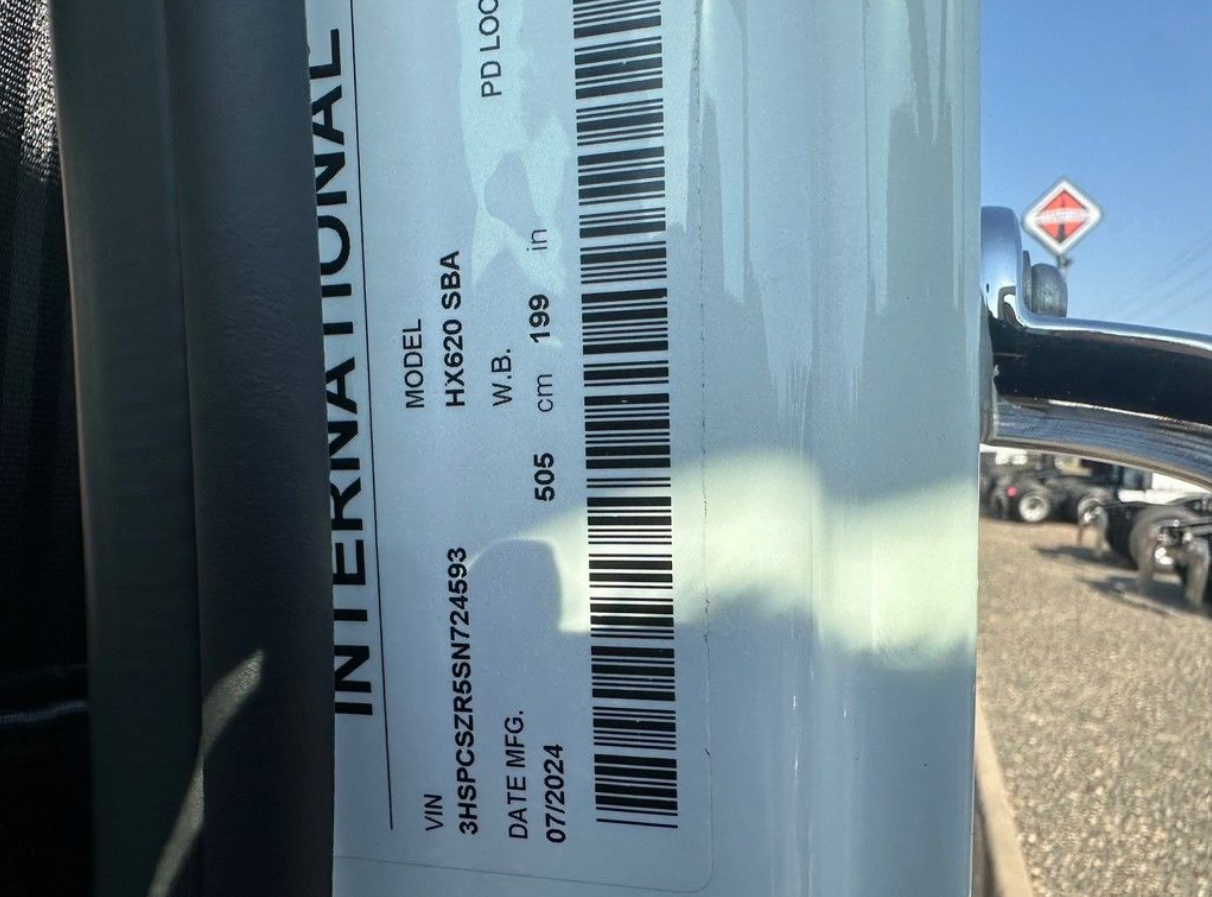 INTERNATIONAL
VIN MODEL
3HSPCSZR5SN724593 HX620 SBA
DATE MFG. W.B. PD LOC
07/2024 505 cm 199 in